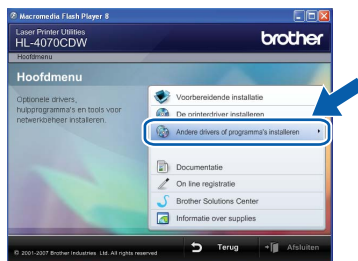 Macromedia Flash Player 8
Laser Printer Utilities
HL-4070CDW
brother
Hoofdmenu
Hoofdmenu
Optionele drivers,
hulpprogramma's en tools voor
netwerkbeheer installeren.
Voorbereidende installatie
De printerdriver installeren
Andere drivers of programma's installeren
Documentatie
On line registratie
Brother Solutions Center
Informatie over supplies
© 2001-2007 Brother Industries. Ltd. All rights reserved
Terug
Afsluiten